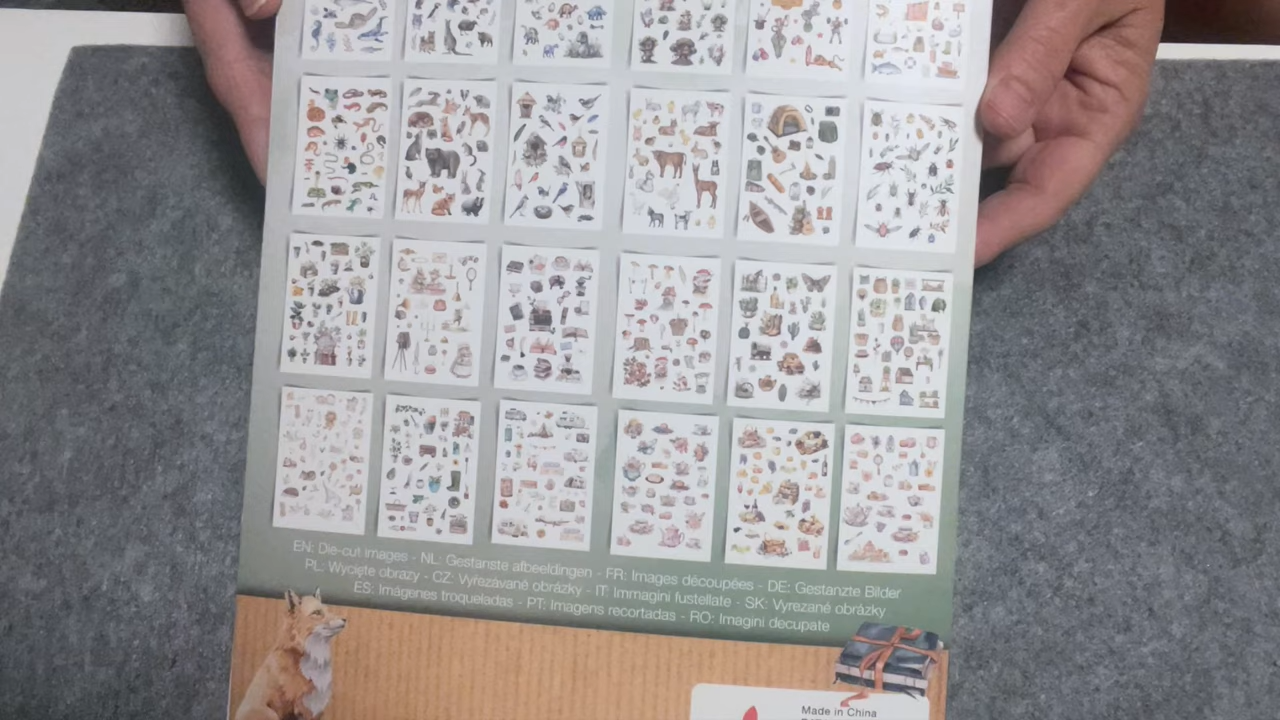 EN: Die-cut images - NL: Gestanste afbeeldingen - FR: Images découpées - DE: Gestanzte Bilder
PL: Wycięte obrazy - CZ: Vyřezávané obrázky - IT: Immagini fustellate - SK: Vyrezané obrázky
ES: Imágenes troqueladas - PT: Imagens recortadas - RO: Imagini decupate
Made in China